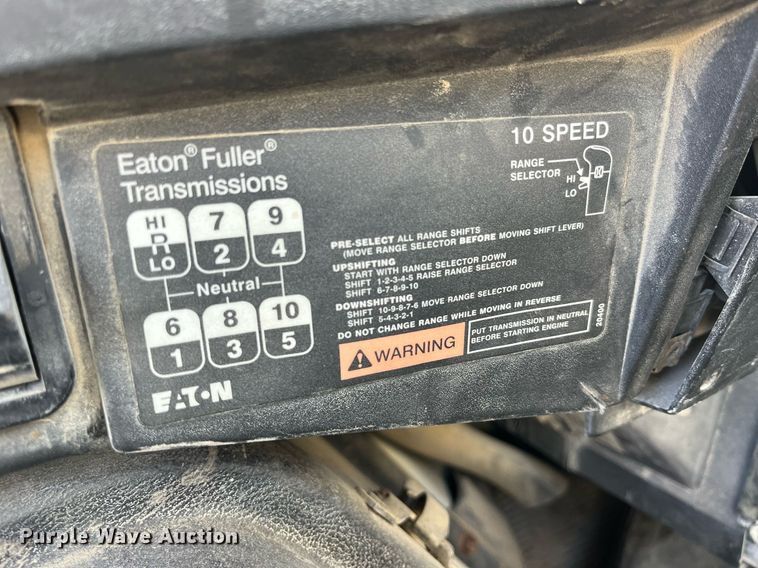 Eaton® Fuller®
Transmissions
10 SPEED
RANGE
SELECTOR
HI
LO
N
HI
R
LO
7
2
9
4
Neutral
6
1
8
3
10
5
PRE-SELECT ALL RANGE SHIFTS
(MOVE RANGE SELECTOR BEFORE MOVING SHIFT LEVER)
UPSHIFTING
START WITH RANGE SELECTOR DOWN
SHIFT 1-2-3-4-5 RAISE RANGE SELECTOR
SHIFT 6-7-8-9-10
DOWNSHIFTING
SHIFT 10-9-8-7-6 MOVE RANGE SELECTOR DOWN
SHIFT 5-4-3-2-1
DO NOT CHANGE RANGE WHILE MOVING IN REVERSE
WARNING
PUT TRANSMISSION IN NEUTRAL
BEFORE STARTING ENGINE
20400
EATON
Purple Wave Auction